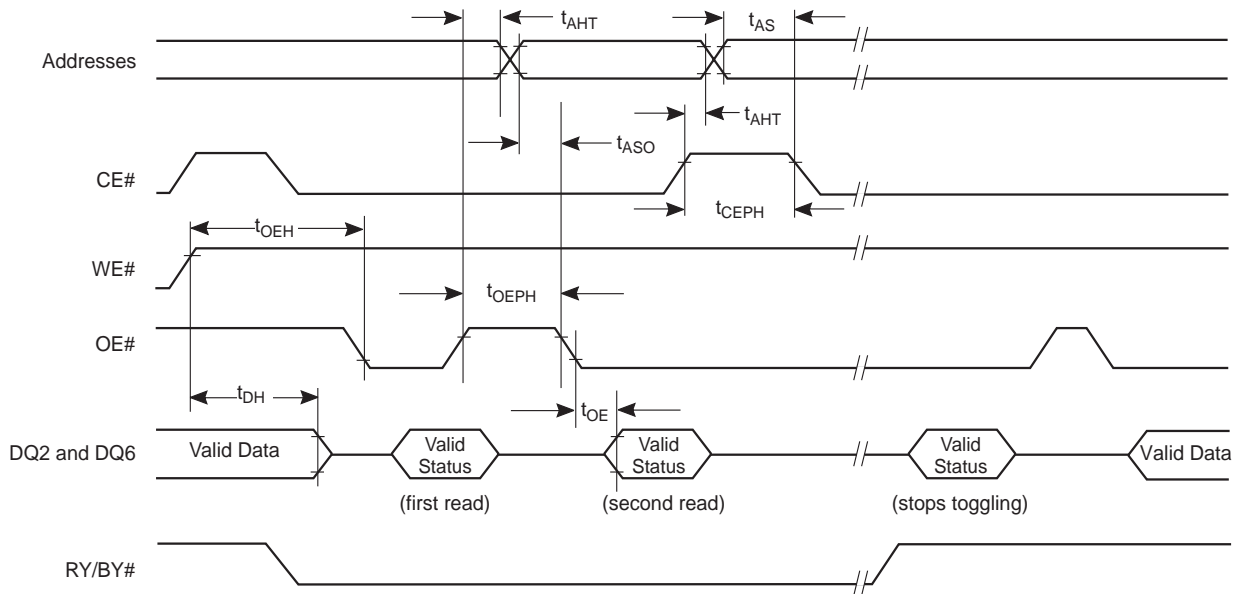 tAHT
tAS
Addresses
tAHT
tASO
CE#
tCEPH
tOEH
WE#
tOEPH
OE#
tDH
tOE
DQ2 and DQ6
Valid Data
Valid
Status
Valid
Status
Valid
Status
Valid Data
(first read)
(second read)
(stops toggling)
RY/BY#